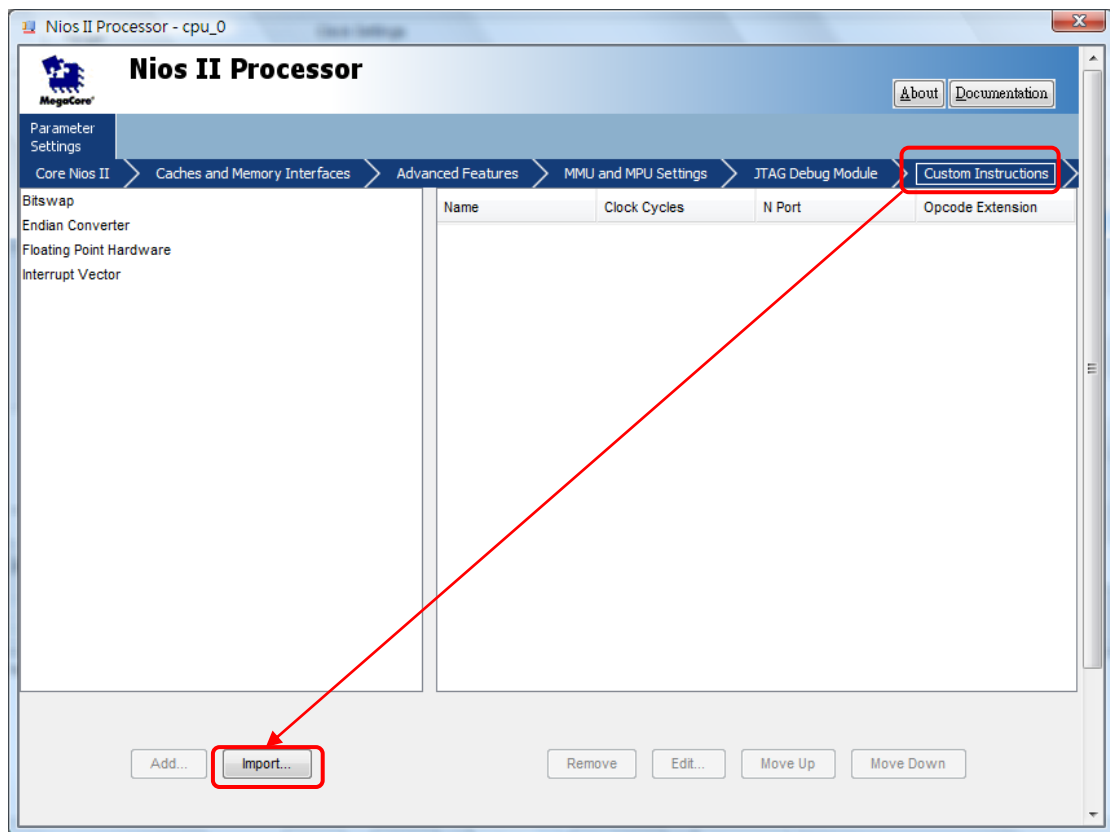 Nios II Processor - cpu_0
Nios II Processor
MegaCore®
About Documentation
Parameter
Settings
Core Nios II Caches and Memory Interfaces Advanced Features MMU and MPU Settings JTAG Debug Module Custom Instructions
Bitswap
Endian Converter
Floating Point Hardware
Interrupt Vector
Name Clock Cycles N Port Opcode Extension
Add... Import... Remove Edit... Move Up Move Down